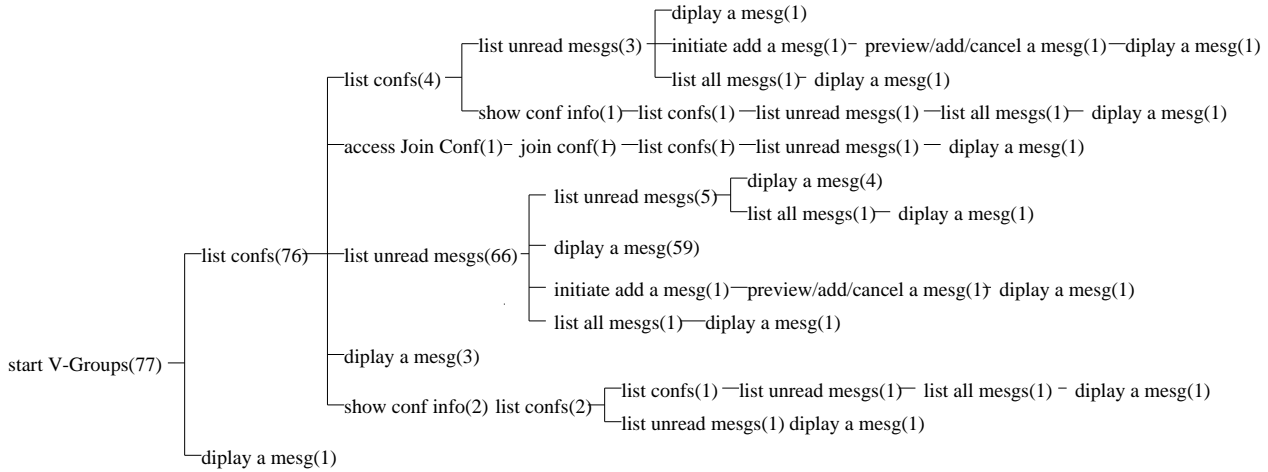 diplay a mesg(1)
list unread mesgs(3) initiate add a mesg(1) preview/add/cancel a mesg(1) diplay a mesg(1)
list confs(4) list all mesgs(1) diplay a mesg(1)
show conf info(1) list confs(1) list unread mesgs(1) list all mesgs(1) diplay a mesg(1)
access Join Conf(1) join conf(1) list confs(1) list unread mesgs(1) diplay a mesg(1)
diplay a mesg(4)
list unread mesgs(5)
list all mesgs(1) diplay a mesg(1)
list confs(76) list unread mesgs(66) diplay a mesg(59)
initiate add a mesg(1) preview/add/cancel a mesg(1) diplay a mesg(1)
list all mesgs(1) diplay a mesg(1)
start V-Groups(77) diplay a mesg(3)
list confs(1) list unread mesgs(1) list all mesgs(1) diplay a mesg(1)
show conf info(2) list confs(2)
list unread mesgs(1) diplay a mesg(1)
diplay a mesg(1)